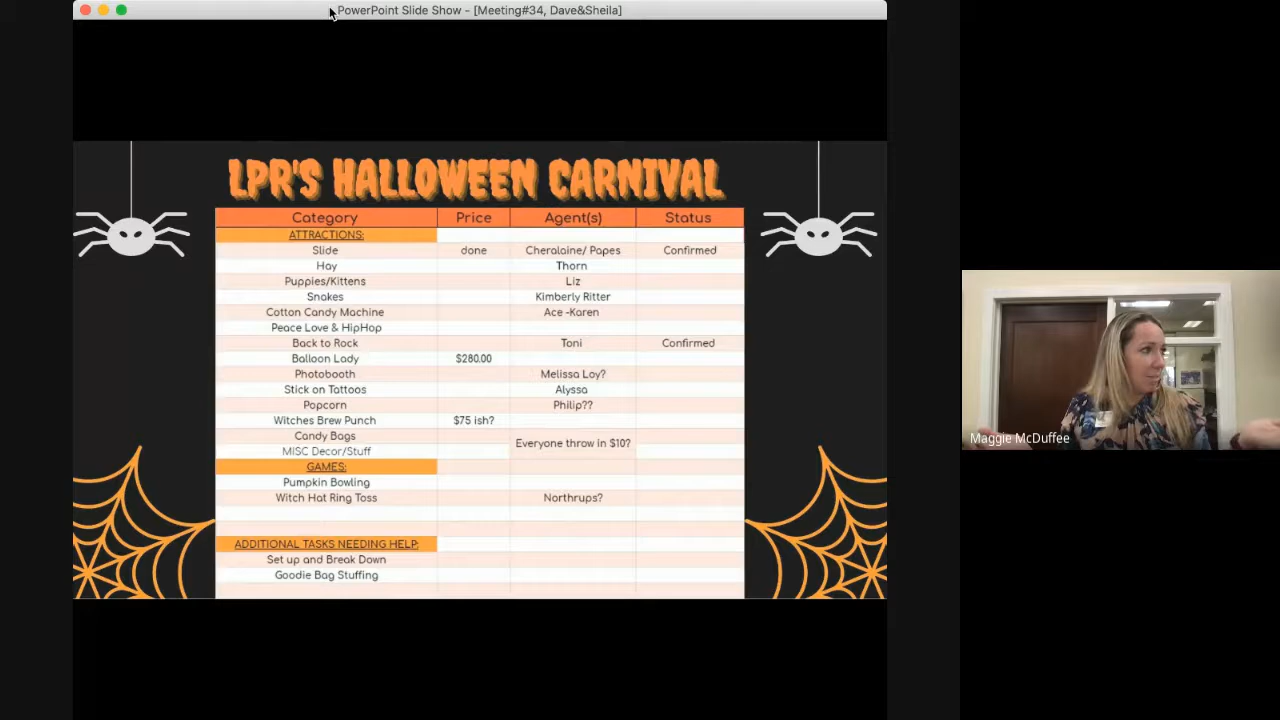 PowerPoint Slide Show - [Meeting#34, Dave&Sheila]
LPR'S HALLOWEEN CARNIVAL
Category Price Agent(s) Status
ATTRACTIONS:
Slide done Cheralaine/ Papes Confirmed
Hay Thorn
Puppies/Kittens Liz
Snakes Kimberly Ritter
Cotton Candy Machine Ace -Karen
Peace Love & HipHop
Back to Rock Toni Confirmed
Balloon Lady $280.00
Photobooth Melissa Loy?
Stick on Tattoos Alyssa
Popcorn Philip??
Witches Brew Punch $75 ish?
Candy Bags
Everyone throw in $10?
MISC Decor/Stuff
GAMES:
Pumpkin Bowling
Witch Hat Ring Toss Northrups?
ADDITIONAL TASKS NEEDING HELP:
Set up and Break Down
Goodie Bag Stuffing
Maggie McDuffee